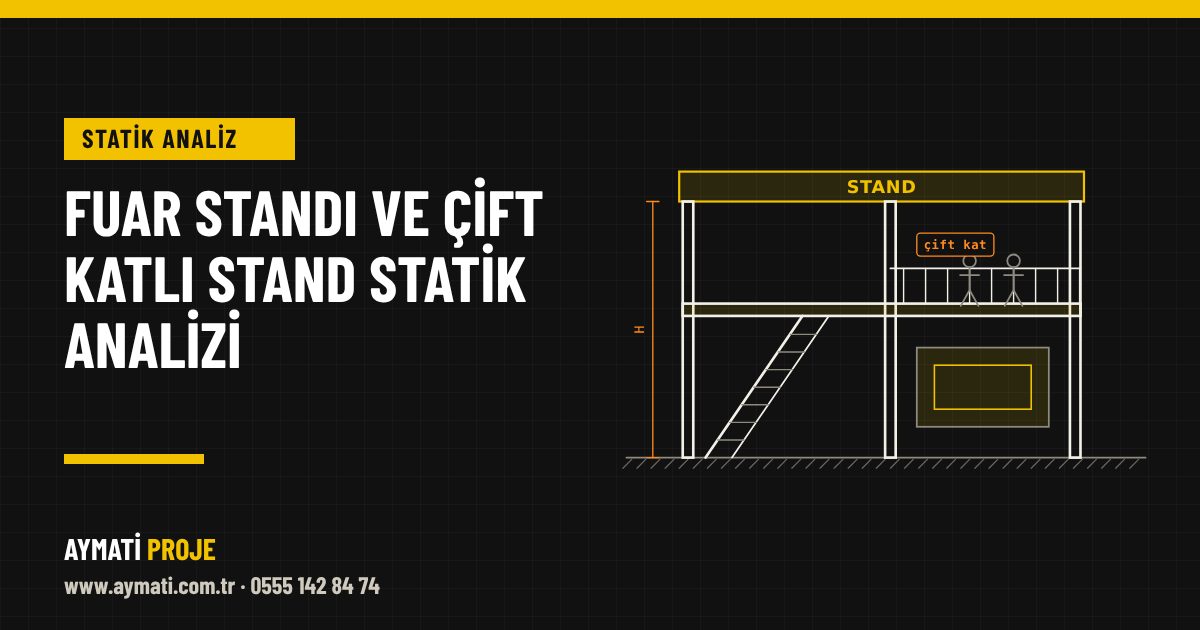 STATİK ANALİZ
FUAR STANDI VE ÇİFT
KATLI STAND STATİK
ANALİZİ
AYMATİ PROJE
www.aymati.com.tr · 0555 142 84 74
STAND
çift kat
H